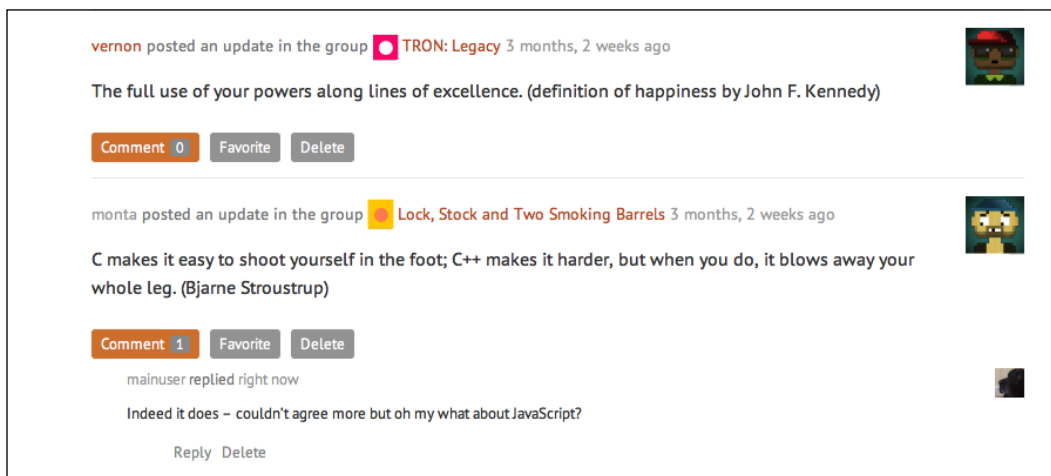 vernon posted an update in the group TRON: Legacy 3 months, 2 weeks ago
The full use of your powers along lines of excellence. (definition of happiness by John F. Kennedy)
Comment 0 Favorite Delete
monta posted an update in the group Lock, Stock and Two Smoking Barrels 3 months, 2 weeks ago
C makes it easy to shoot yourself in the foot; C++ makes it harder, but when you do, it blows away your
whole leg. (Bjarne Stroustrup)
Comment 1 Favorite Delete
mainuser replied right now
Indeed it does – couldn't agree more but oh my what about JavaScript?
Reply Delete